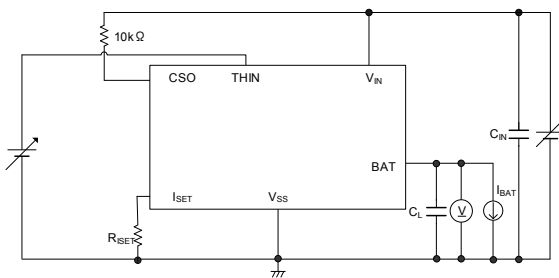 10kΩ
CSO
THIN
VIN
CIN
BAT
IBAT
ISET
VSS
CL
V
RISET